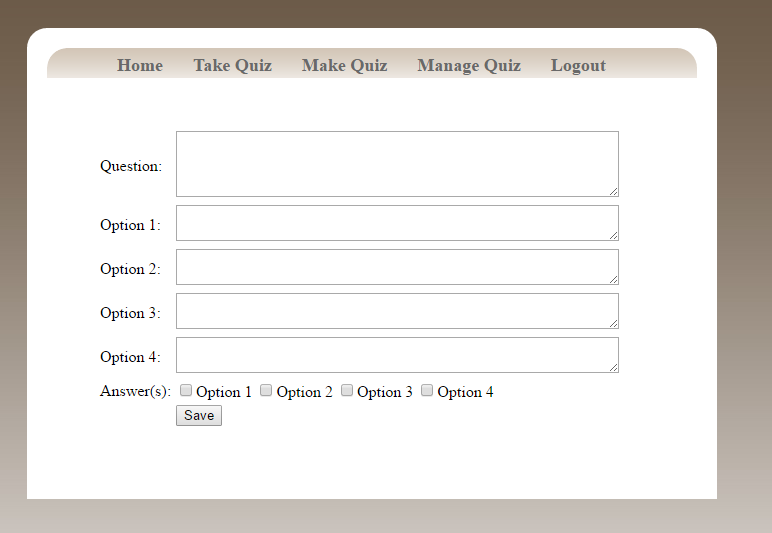 Home Take Quiz Make Quiz Manage Quiz Logout
Question:
Option 1:
Option 2:
Option 3:
Option 4:
Answer(s): Option 1 Option 2 Option 3 Option 4
Save